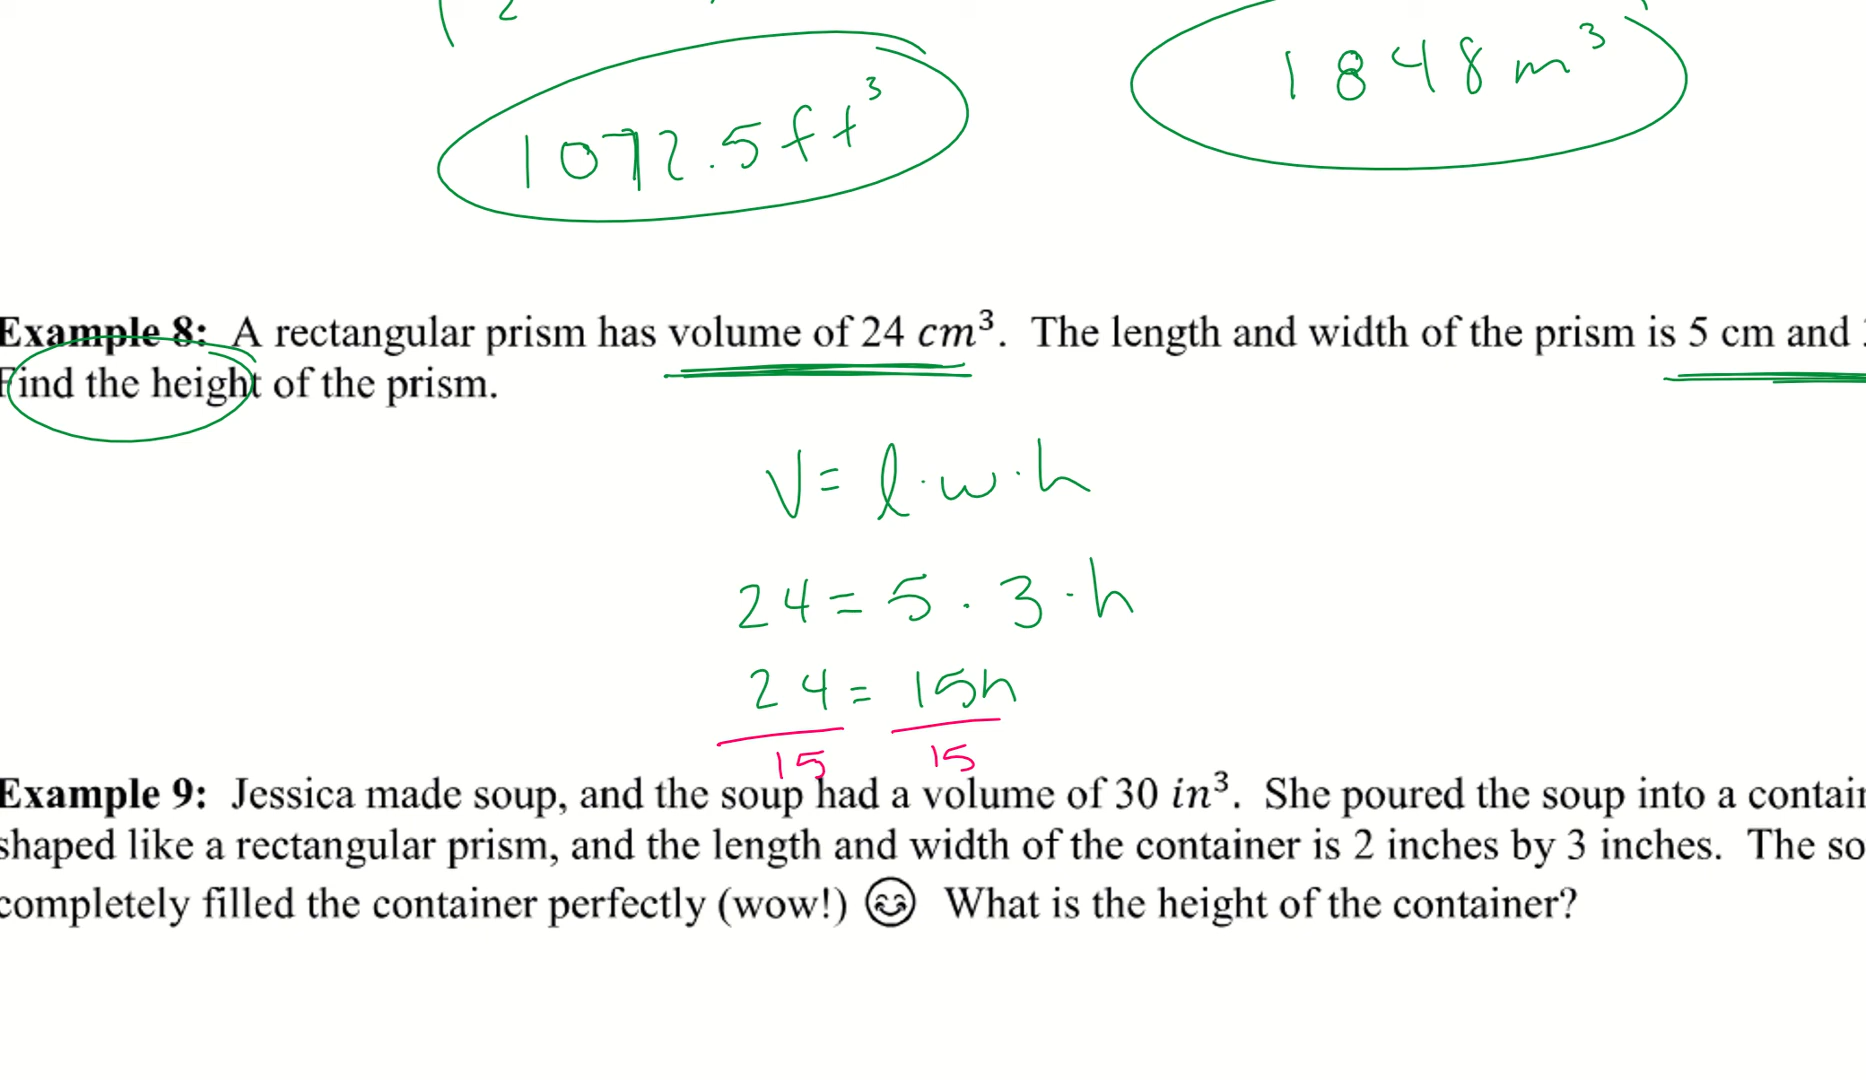 2
1848 m³
1072.5 ft³
Example 8: A rectangular prism has volume of 24 cm³. The length and width of the prism is 5 cm and
Find the height of the prism.
V = l · w · h
24 = 5 · 3 · h
24 = 15h
15 15
Example 9: Jessica made soup, and the soup had a volume of 30 in³. She poured the soup into a contain
shaped like a rectangular prism, and the length and width of the container is 2 inches by 3 inches. The so
completely filled the container perfectly (wow!) 😊 What is the height of the container?